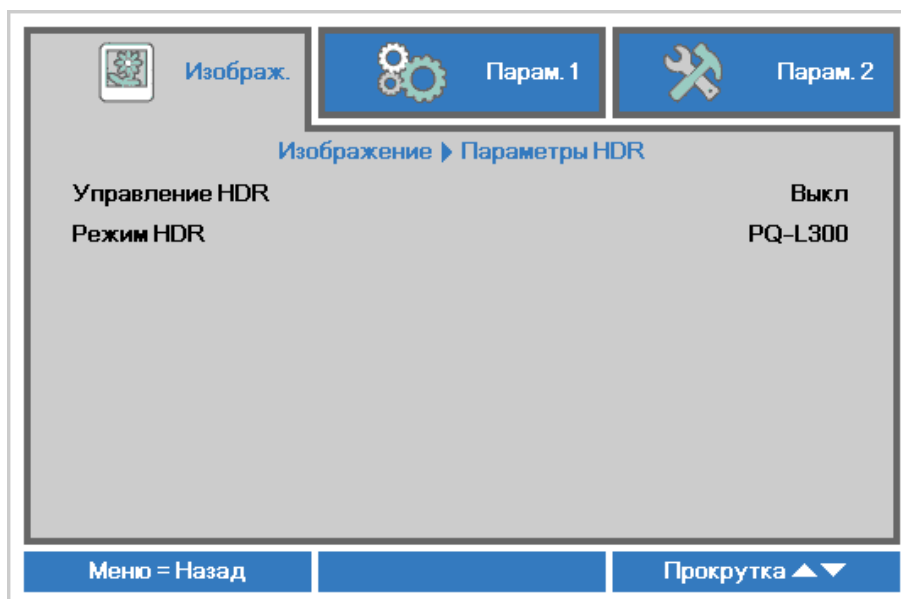 Изображ. Парам. 1 Парам. 2
Изображение ▶ Параметры HDR
Управление HDR Выкл
Режим HDR PQ-L300
Меню = Назад Прокрутка ▲▼